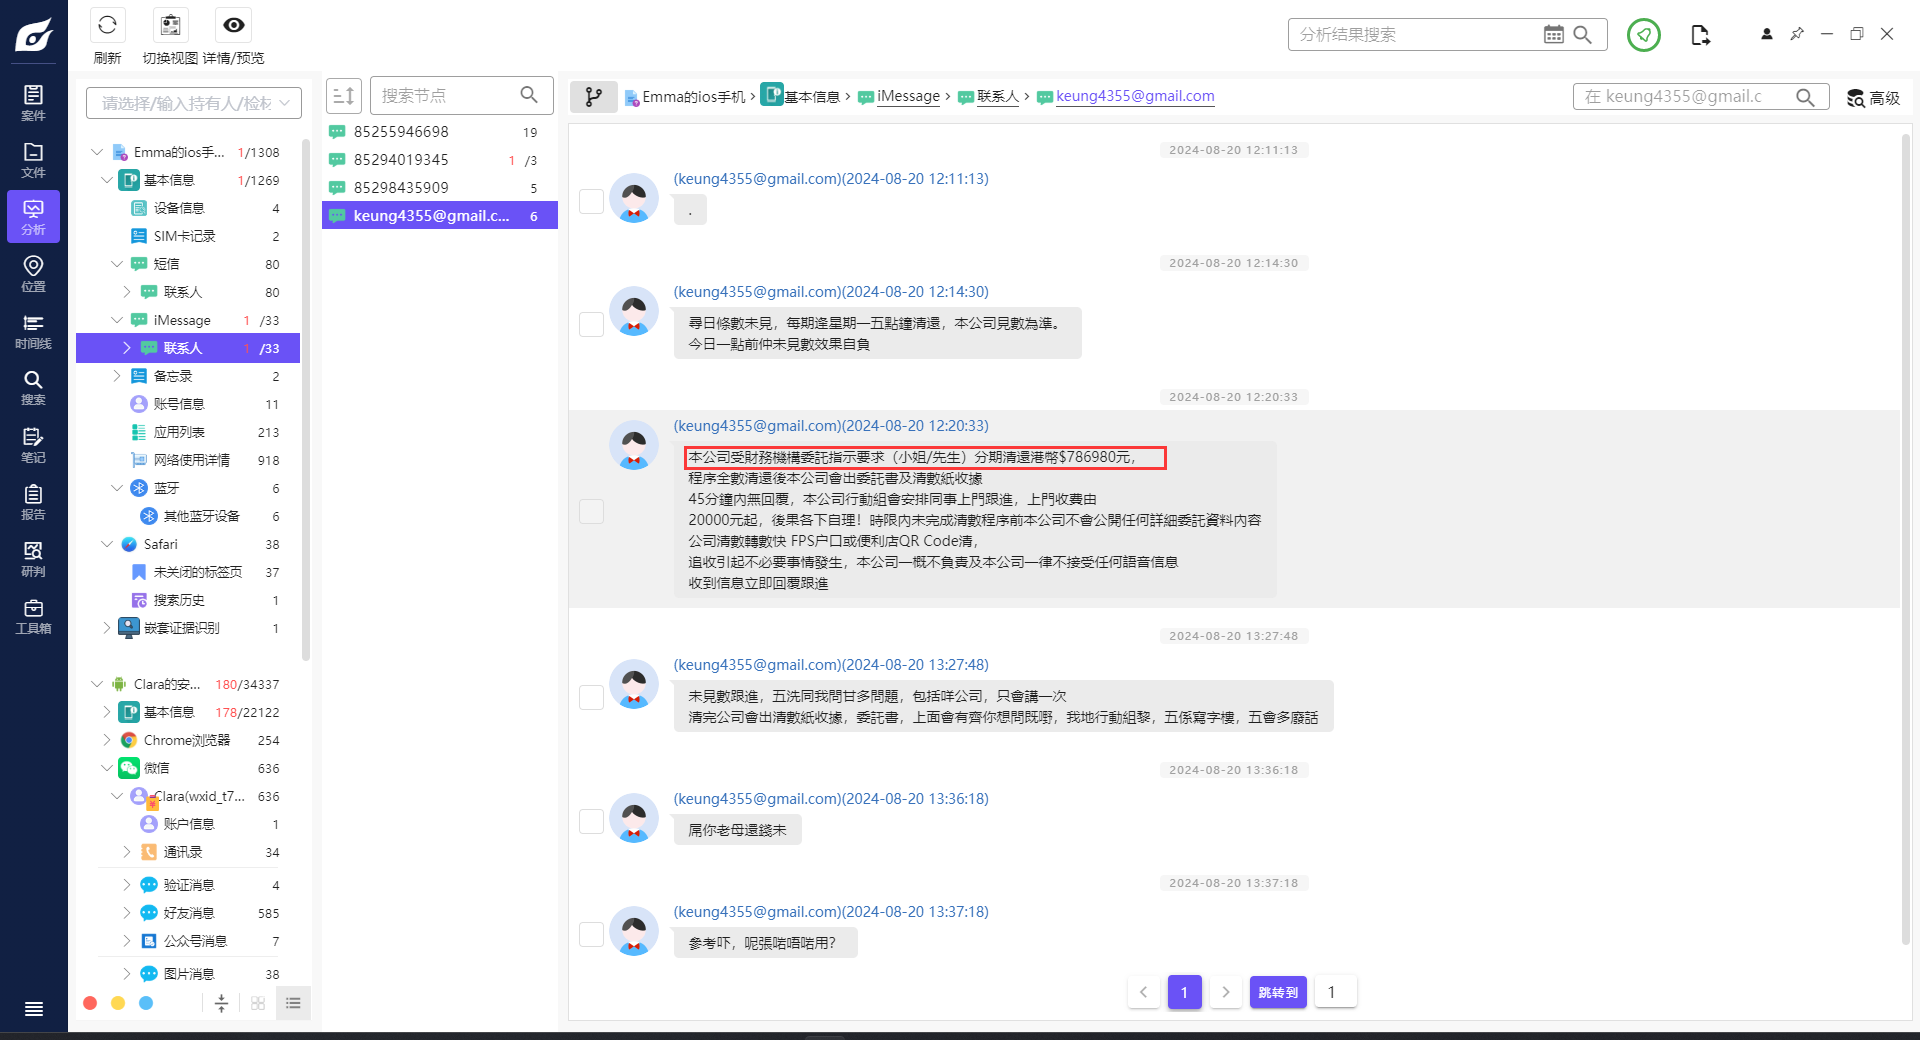 刷新
切换视图
详情/预览
分析结果搜索
案件
文件
分析
位置
时间线
搜索
笔记
报告
研判
工具箱
请选择/输入持有人/检材
Emma的ios手... 1/1308
基本信息 1/1269
设备信息 4
SIM卡记录 2
短信 80
联系人 80
iMessage 1 /33
联系人 1 /33
备忘录 2
账号信息 11
应用列表 213
网络使用详情 918
蓝牙 6
其他蓝牙设备 6
Safari 38
未关闭的标签页 37
搜索历史 1
嵌套证据识别 1
Clara的安... 180/34337
基本信息 178/22122
Chrome浏览器 254
微信 636
Clara(wxid_t7... 636
账户信息 1
通讯录 34
验证消息 4
好友消息 585
公众号消息 7
图片消息 38
搜索节点
85255946698 19
85294019345 1 /3
85298435909 5
keung4355@gmail.c... 6
Emma的ios手机 › 基本信息 › iMessage › 联系人 › keung4355@gmail.com
在 keung4355@gmail.c
高级
2024-08-20 12:11:13
(keung4355@gmail.com)(2024-08-20 12:11:13)
.
2024-08-20 12:14:30
(keung4355@gmail.com)(2024-08-20 12:14:30)
尋日條數未見，每期逢星期一五點鐘清還，本公司見數為準。
今日一點前仲未見數效果自負
2024-08-20 12:20:33
(keung4355@gmail.com)(2024-08-20 12:20:33)
本公司受財務機構委託指示要求（小姐/先生）分期清還港幣$786980元，
程序全數清還後本公司會出委託書及清數紙收據
45分鐘內無回覆，本公司行動組會安排同事上門跟進，上門收費由
20000元起，後果各下自理！時限內未完成清數程序前本公司不會公開任何詳細委託資料內容
公司清數轉數快 FPS户口或便利店QR Code清，
追收引起不必要事情發生，本公司一概不負責及本公司一律不接受任何語音信息
收到信息立即回覆跟進
2024-08-20 13:27:48
(keung4355@gmail.com)(2024-08-20 13:27:48)
未見數跟進，五洗同我問甘多問題，包括咩公司，只會講一次
清完公司會出清數紙收據，委託書，上面會有齊你想問既嘢，我地行動組黎，五係寫字樓，五會多廢話
2024-08-20 13:36:18
(keung4355@gmail.com)(2024-08-20 13:36:18)
屌你老母還錢未
2024-08-20 13:37:18
(keung4355@gmail.com)(2024-08-20 13:37:18)
參考吓，呢張啱唔啱用？
1
跳转到
1